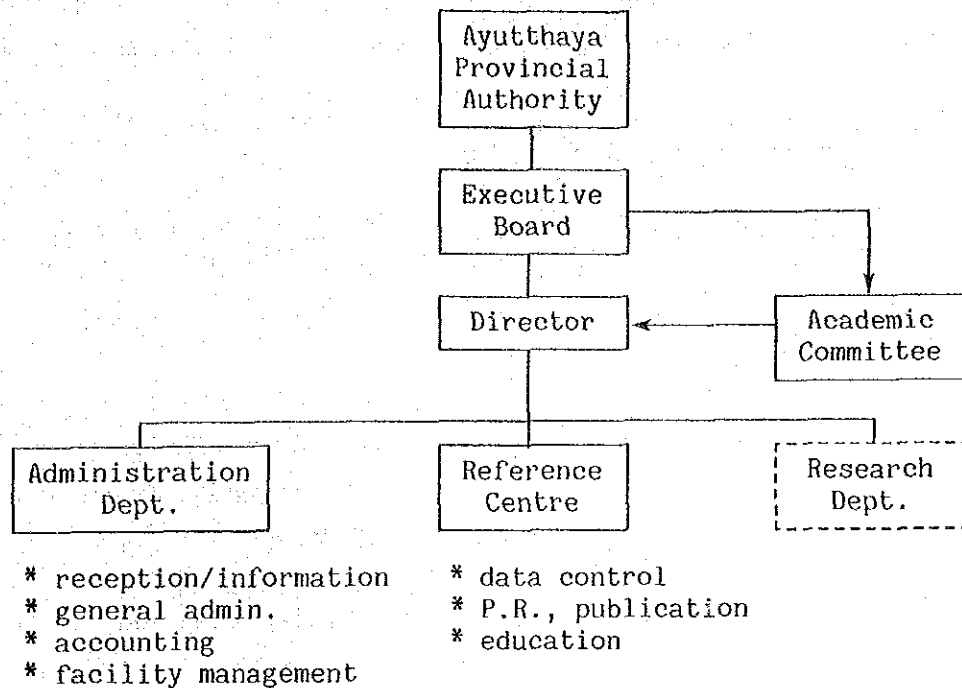 Ayutthaya
Provincial
Authority
Executive
Board
Director
Academic
Committee
Administration
Dept.
Reference
Centre
Research
Dept.
* reception/information
* general admin.
* accounting
* facility management
* data control
* P.R., publication
* education